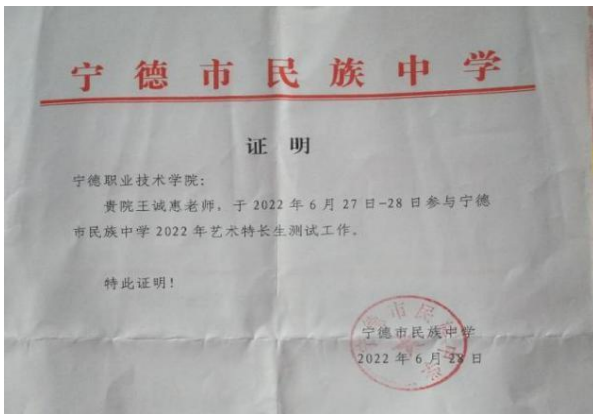 宁德市民族中学
证 明
宁德职业技术学院:
贵院王诚惠老师,于2022年6月27日-28日参与宁德
市民族中学2022年艺术特长生测试工作。
特此证明!
宁德市民族中学
2022年6月28日